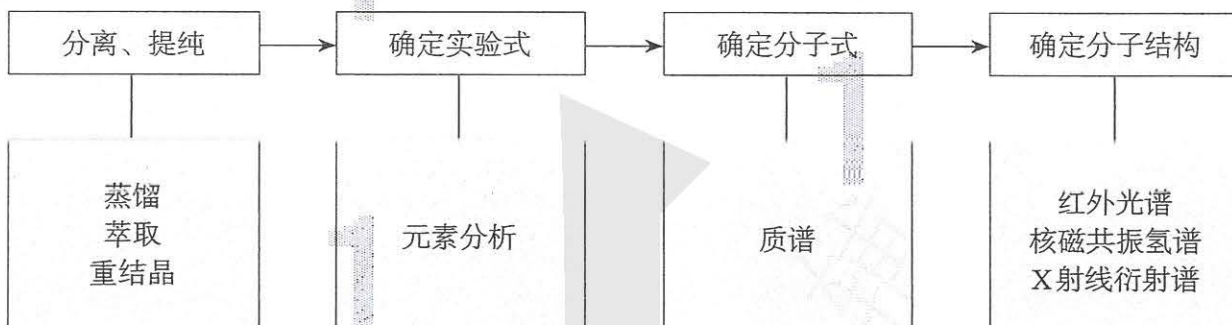 分离、提纯
确定实验式
确定分子式
确定分子结构
蒸馏
萃取
重结晶
元素分析
质谱
红外光谱
核磁共振氢谱
X射线衍射谱